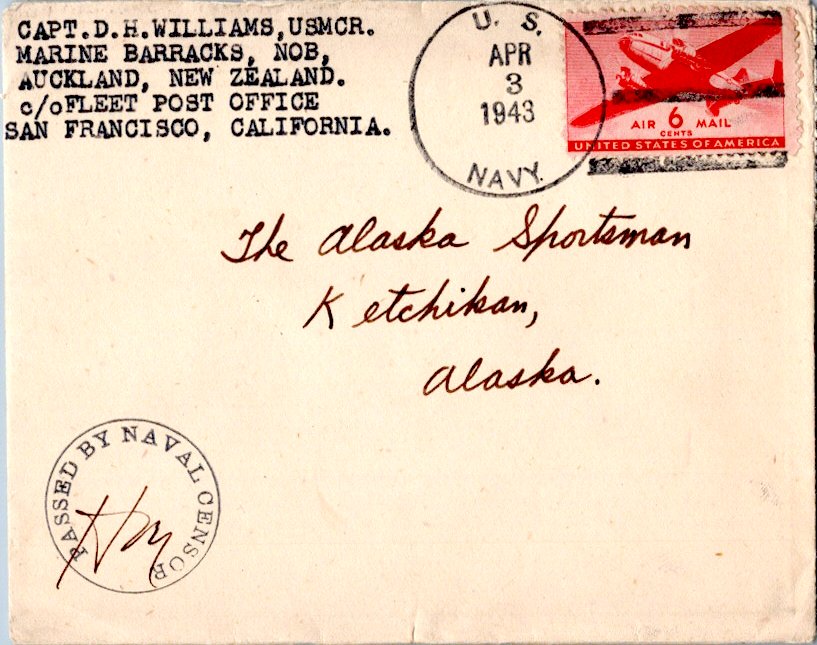 CAPT.D.H.WILLIAMS,USMCR.
MARINE BARRACKS, NOB,
AUCKLAND, NEW ZEALAND.
c/oFLEET POST OFFICE
SAN FRANCISCO, CALIFORNIA.
U. S.
APR
3
1943
NAVY.
AIR 6 MAIL
CENTS
UNITED STATES OF AMERICA
The Alaska Sportsman
Ketchikan,
Alaska.
PASSED BY NAVAL CENSOR